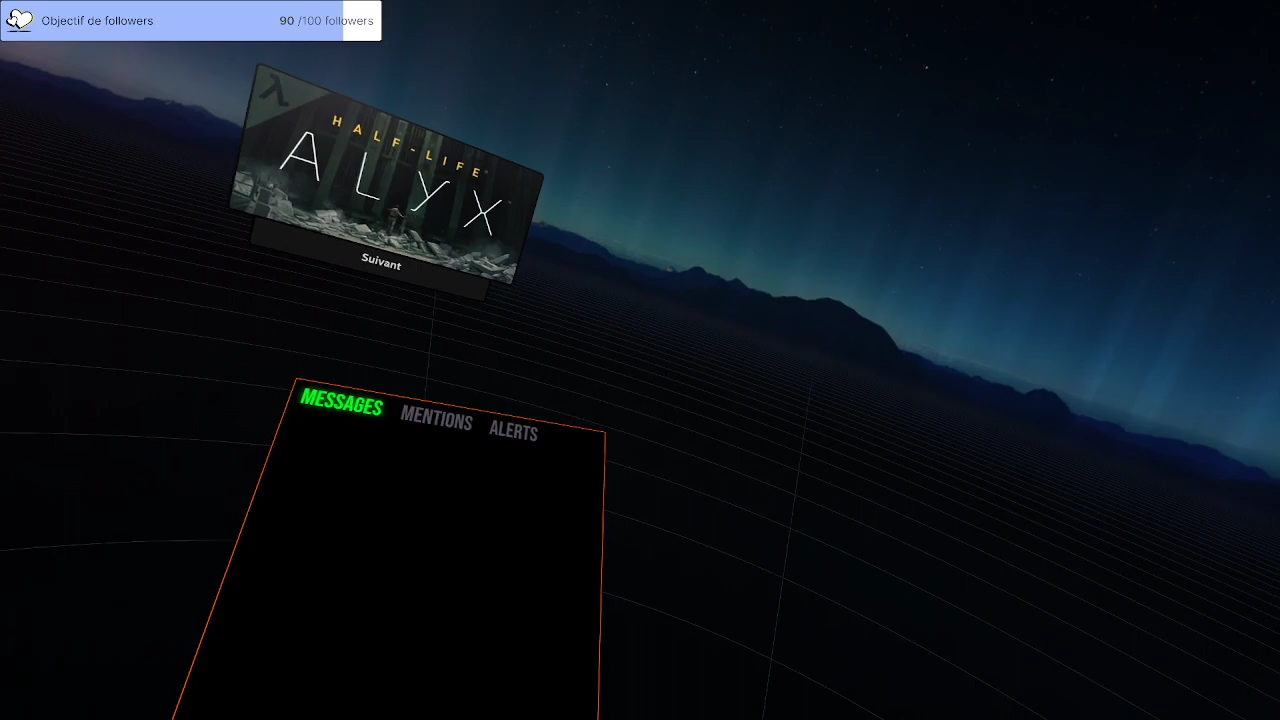 Objectif de followers 90 /100 followers
HALF-LIFE
ALYX
Suivant
MESSAGES MENTIONS ALERTS